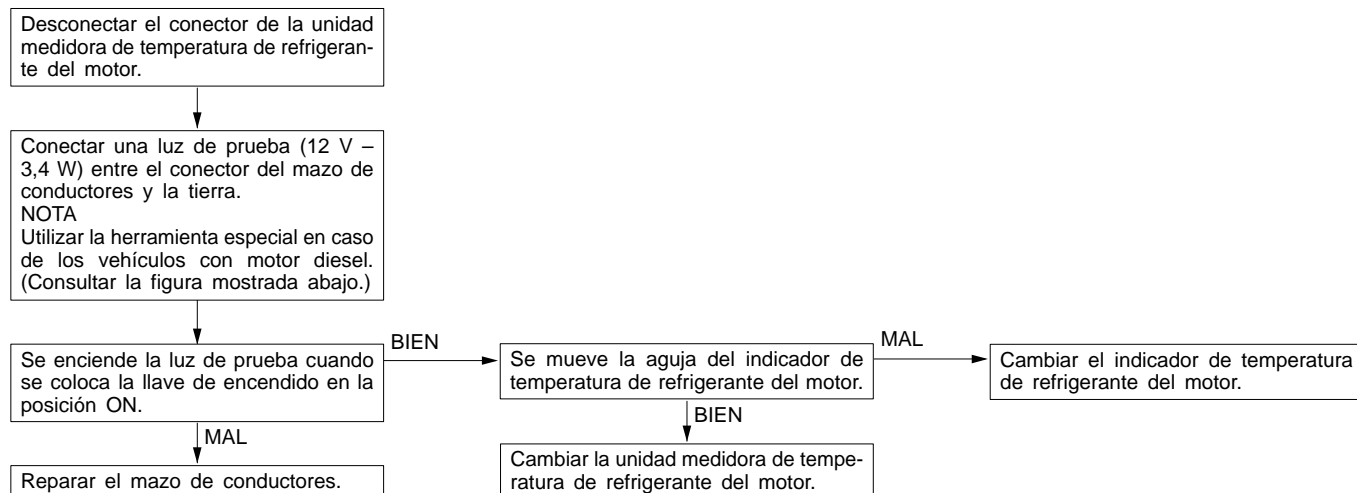 Desconectar el conector de la unidad
medidora de temperatura de refrigeran-
te del motor.
Conectar una luz de prueba (12 V –
3,4 W) entre el conector del mazo de
conductores y la tierra.
NOTA
Utilizar la herramienta especial en caso
de los vehículos con motor diesel.
(Consultar la figura mostrada abajo.)
Se enciende la luz de prueba cuando
se coloca la llave de encendido en la
posición ON.
BIEN
Se mueve la aguja del indicador de
temperatura de refrigerante del motor.
MAL
Cambiar el indicador de temperatura
de refrigerante del motor.
MAL
Reparar el mazo de conductores.
BIEN
Cambiar la unidad medidora de tempe-
ratura de refrigerante del motor.